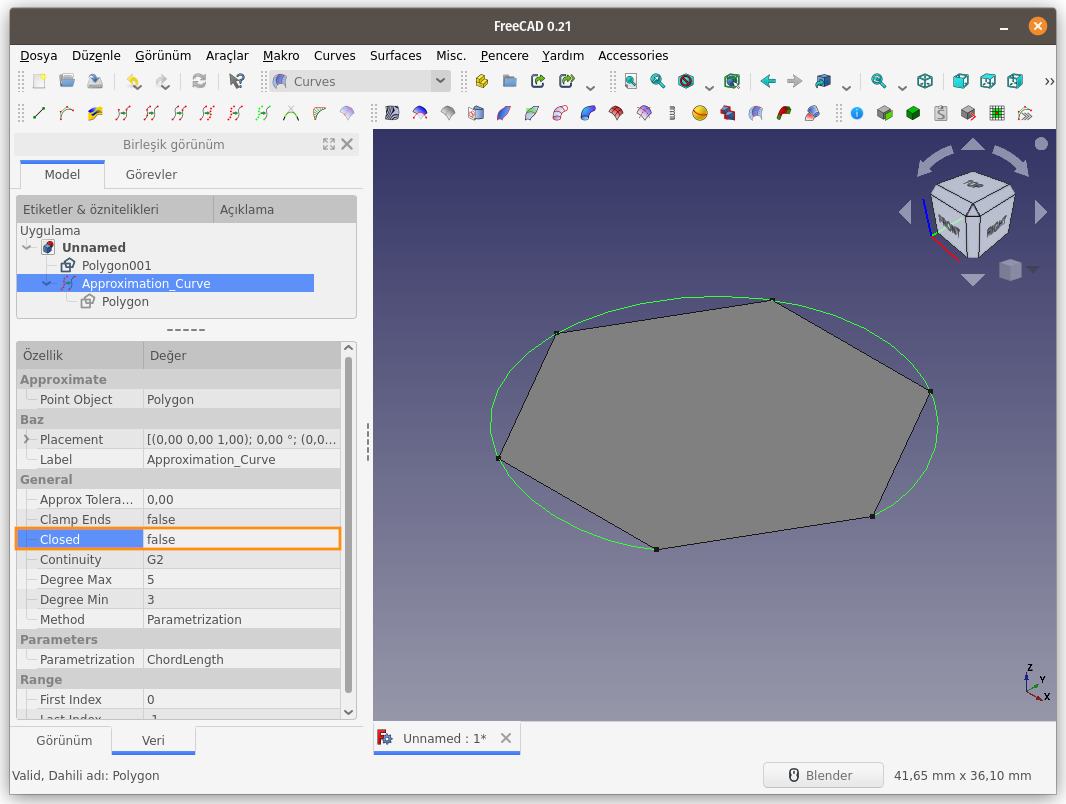 FreeCAD 0.21
Dosya Düzenle Görünüm Araçlar Makro Curves Surfaces Misc. Pencere Yardım Accessories
Curves
Birleşik görünüm
Model Görevler
Etiketler & öznitelikleri Açıklama
Uygulama
Unnamed
Polygon001
Approximation_Curve
Polygon
Özellik Değer
Approximate
Point Object Polygon
Baz
Placement [(0,00 0,00 1,00); 0,00 °; (0,0...
Label Approximation_Curve
General
Approx Tolera... 0,00
Clamp Ends false
Closed false
Continuity G2
Degree Max 5
Degree Min 3
Method Parametrization
Parameters
Parametrization ChordLength
Range
First Index 0
Last Index -1
Görünüm Veri
TOP
FRONT
RIGHT
Z
Y
X
Unnamed : 1*
Valid, Dahili adı: Polygon
Blender 41,65 mm x 36,10 mm